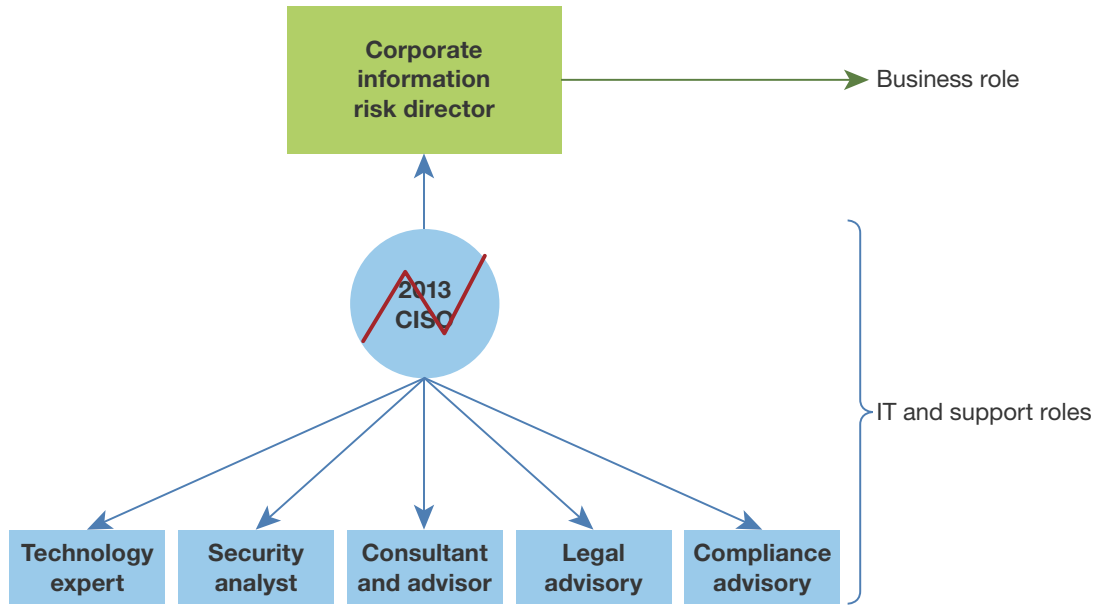 Corporate
information
risk director
Business role
2013
CISO
IT and support roles
Technology
expert
Security
analyst
Consultant
and advisor
Legal
advisory
Compliance
advisory